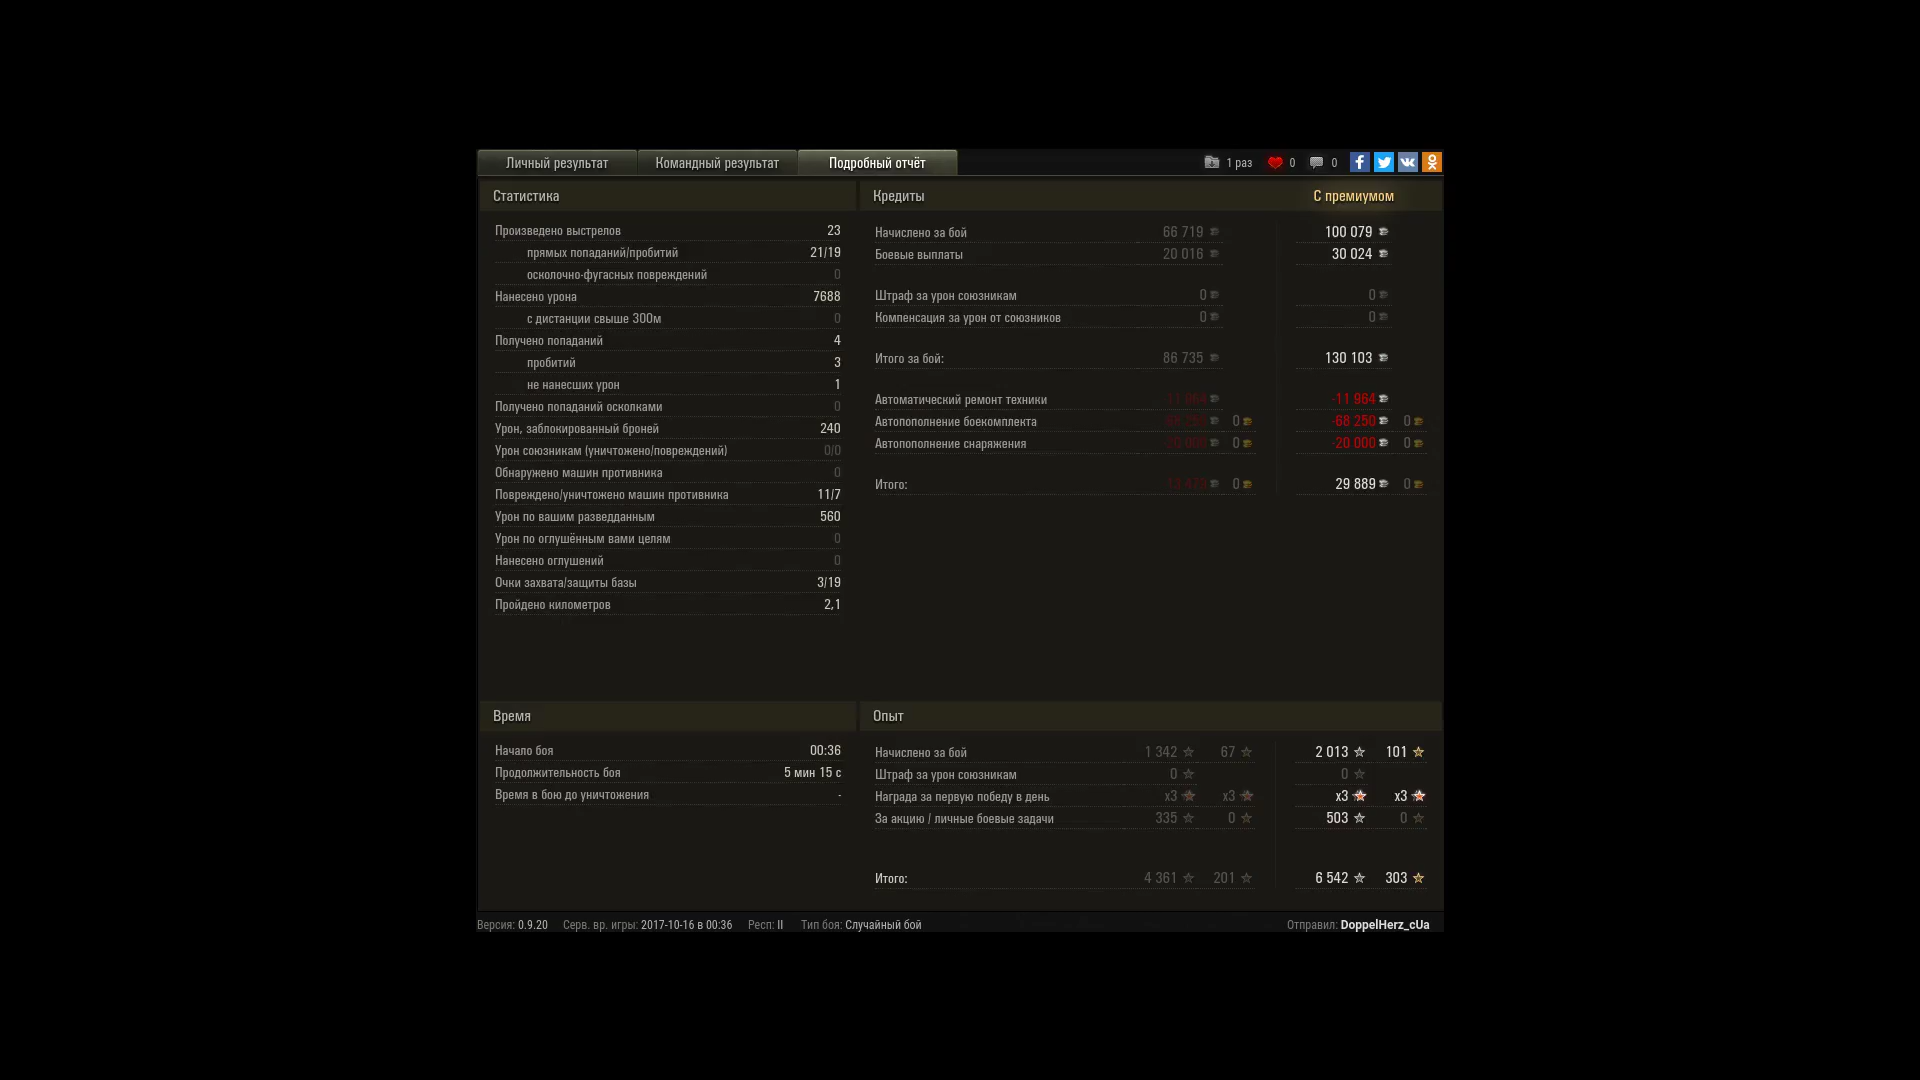 Личный результат Командный результат Подробный отчёт 1 раз 0 0
Статистика
Произведено выстрелов 23
прямых попаданий/пробитий 21/19
осколочно-фугасных повреждений 0
Нанесено урона 7688
с дистанции свыше 300м 0
Получено попаданий 4
пробитий 3
не нанесших урон 1
Получено попаданий осколками 0
Урон, заблокированный бронёй 240
Урон союзникам (уничтожено/повреждений) 0/0
Обнаружено машин противника 0
Повреждено/уничтожено машин противника 11/7
Урон по вашим разведданным 560
Урон по оглушённым вами целям 0
Нанесено оглушений 0
Очки захвата/защиты базы 3/19
Пройдено километров 2,1
Кредиты С премиумом
Начислено за бой 66 719 100 079
Боевые выплаты 20 016 30 024
Штраф за урон союзникам 0 0
Компенсация за урон от союзников 0 0
Итого за бой: 86 735 130 103
Автоматический ремонт техники -11 964 -11 964
Автопополнение боекомплекта -68 250 0 -68 250 0
Автопополнение снаряжения -20 000 0 -20 000 0
Итого: -13 479 0 29 889 0
Время
Начало боя 00:36
Продолжительность боя 5 мин 15 с
Время в бою до уничтожения -
Опыт
Начислено за бой 1 342 67 2 013 101
Штраф за урон союзникам 0 0
Награда за первую победу в день x3 x3 x3 x3
За акцию / личные боевые задачи 335 0 503 0
Итого: 4 361 201 6 542 303
Версия: 0.9.20 Серв. вр. игры: 2017-10-16 в 00:36 Респ: II Тип боя: Случайный бой Отправил: DoppelHerz_cUa